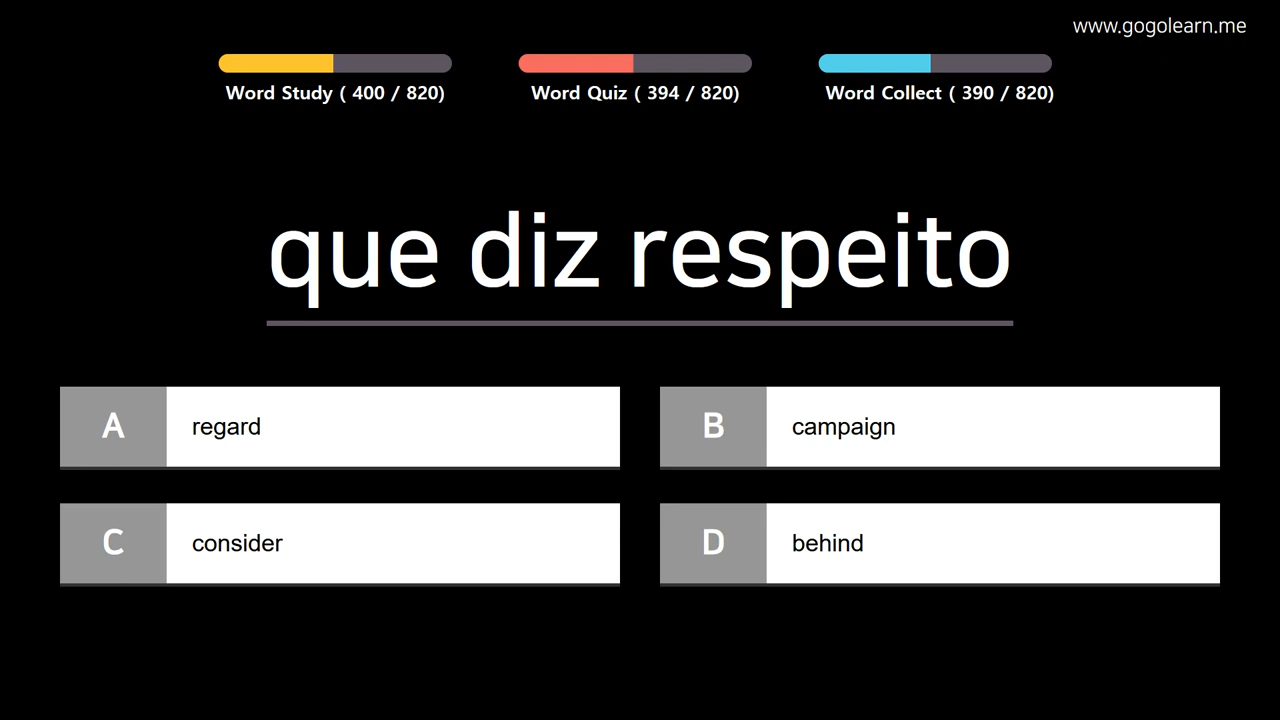 www.gogolearn.me
Word Study ( 400 / 820)
Word Quiz ( 394 / 820)
Word Collect ( 390 / 820)
que diz respeito
A
regard
B
campaign
C
consider
D
behind